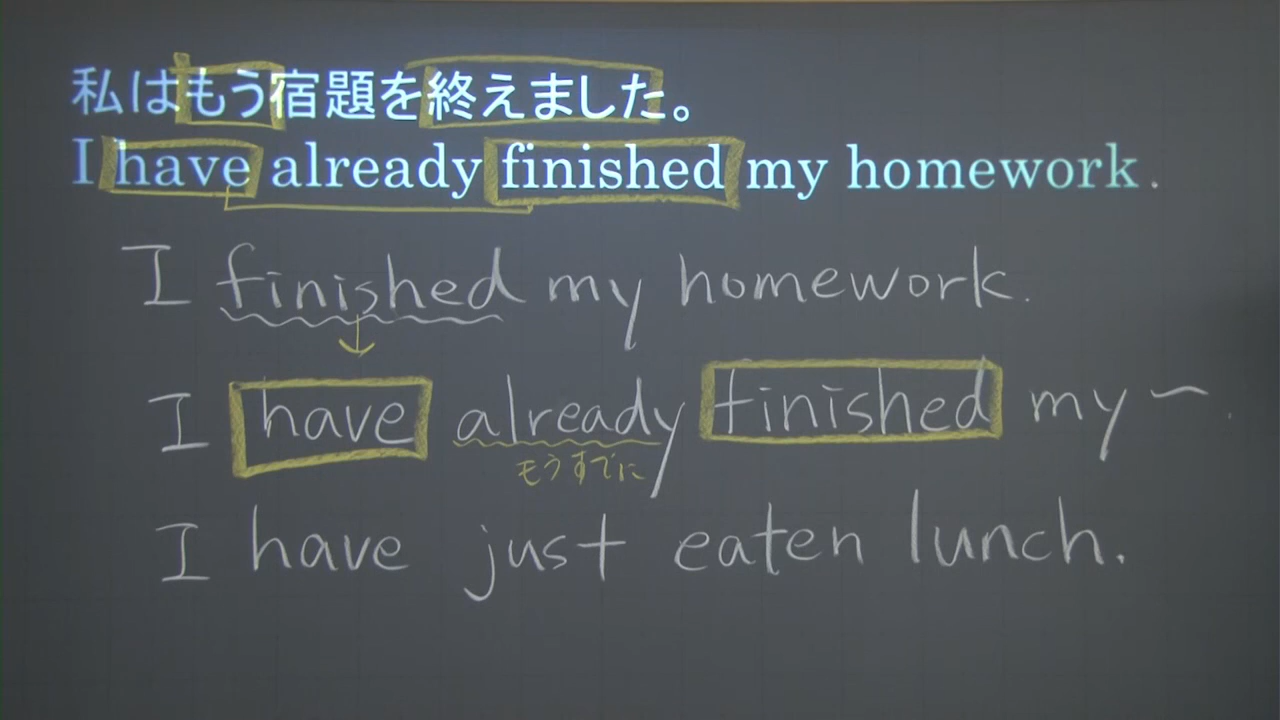 私はもう宿題を終えました。
I have already finished my homework.
I finished my homework.
I have already finished my ～.
もうすでに
I have just eaten lunch.